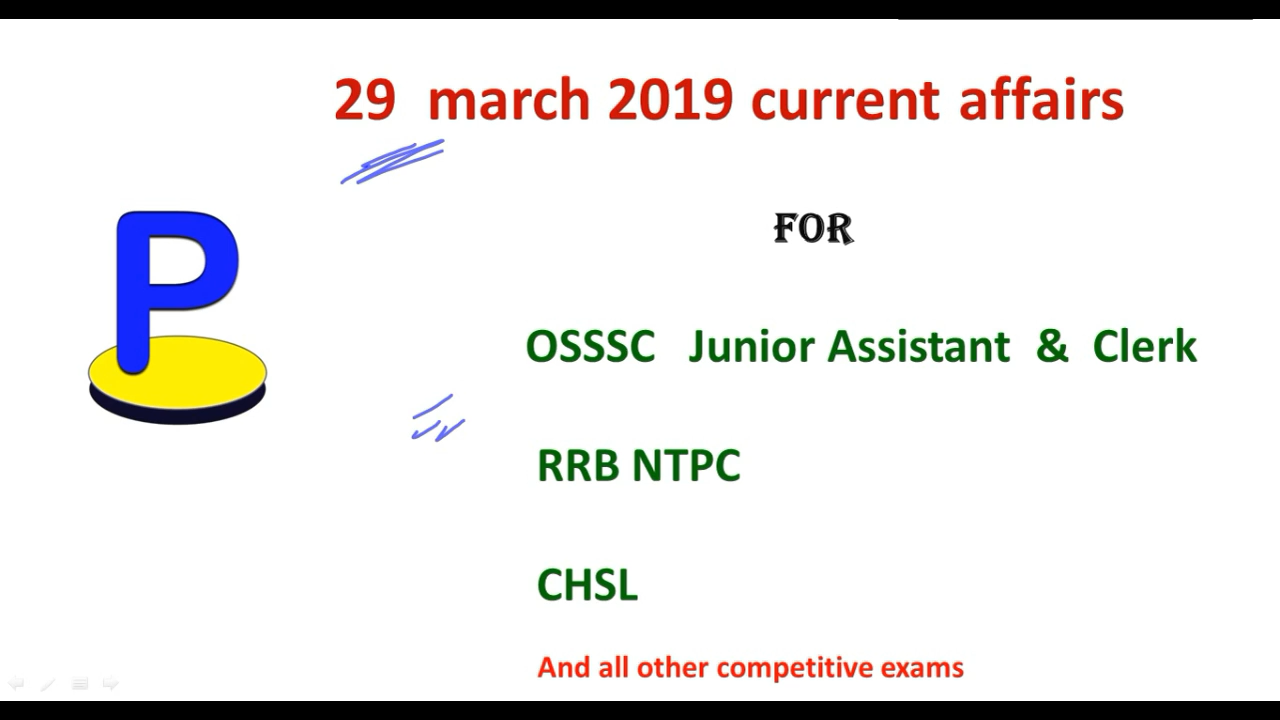 29 march 2019 current affairs
P
FOR
OSSSC Junior Assistant & Clerk
RRB NTPC
CHSL
And all other competitive exams